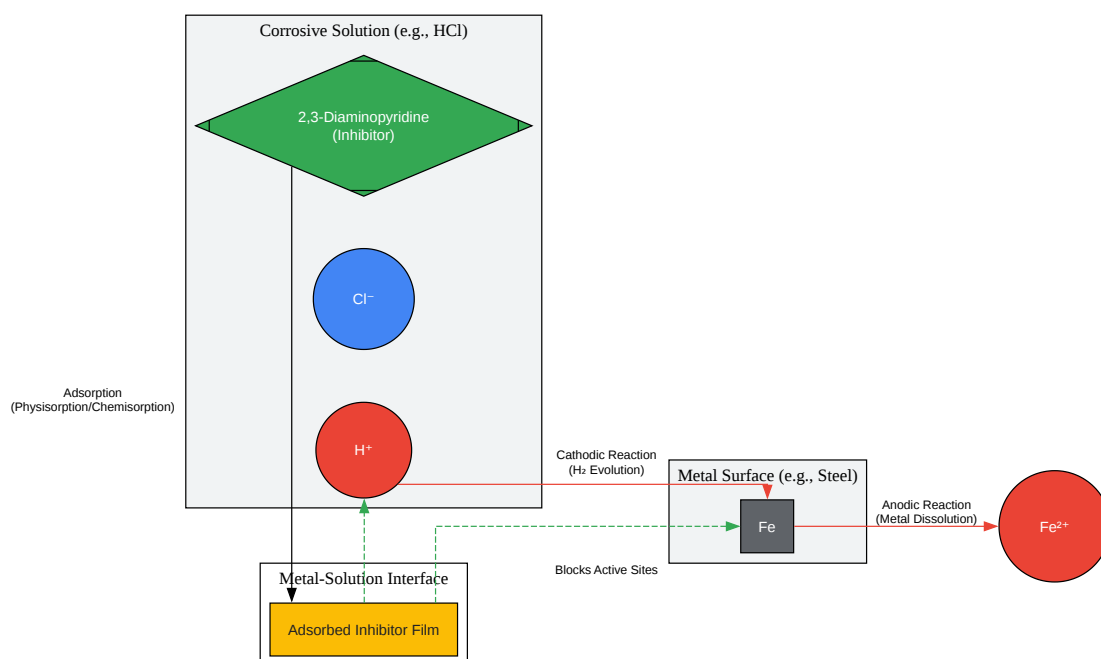 Corrosive Solution (e.g., HCl)
2,3-Diaminopyridine
(Inhibitor)
Cl⁻
Adsorption
(Physisorption/Chemisorption)
H⁺
Cathodic Reaction
(H₂ Evolution)
Metal Surface (e.g., Steel)
Fe
Anodic Reaction
(Metal Dissolution)
Fe²⁺
Blocks Active Sites
Metal-Solution Interface
Adsorbed Inhibitor Film